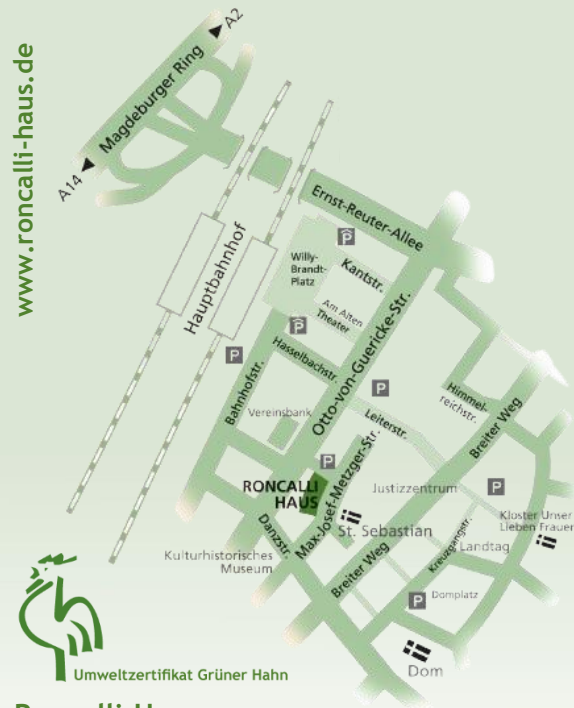 www.roncalli-haus.de
A2
Magdeburger Ring
A14
Ernst-Reuter-Allee
Hauptbahnhof
P
Willy-
Brandt-
Platz
Kantstr.
Am Alten
Theater
P
Hasselbachstr.
Otto-von-Guericke-Str.
P
Bahnhofstr.
P
Himmel-
reichstr.
Breiter Weg
Vereinsbank
Leiterstr.
P
Max-Josef-Metzger-Str.
RONCALLI
HAUS
Justizzentrum
P
Danzstr.
St. Sebastian
Kloster Unser
Lieben Frauen
Kreuzgangstr.
Landtag
Kulturhistorisches
Museum
Breiter Weg
P
Domplatz
Dom
Umweltzertifikat Grüner Hahn